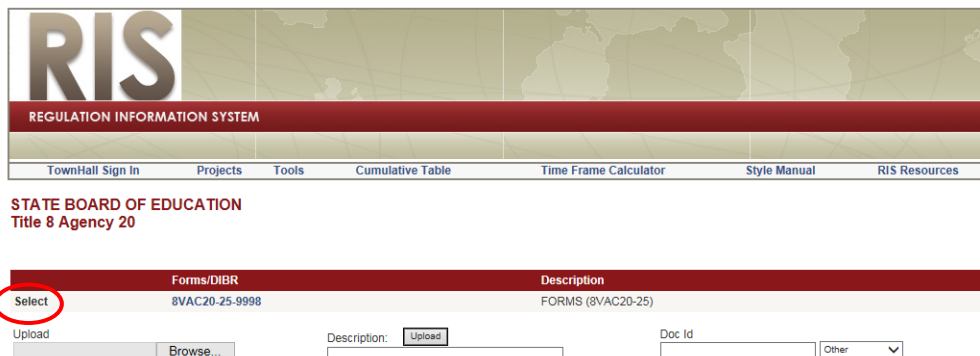 RIS
REGULATION INFORMATION SYSTEM
TownHall Sign In Projects Tools Cumulative Table Time Frame Calculator Style Manual RIS Resources
STATE BOARD OF EDUCATION
Title 8 Agency 20
Forms/DIBR Description
Select 8VAC20-25-9998 FORMS (8VAC20-25)
Upload Description: Upload Doc Id
Browse... Other